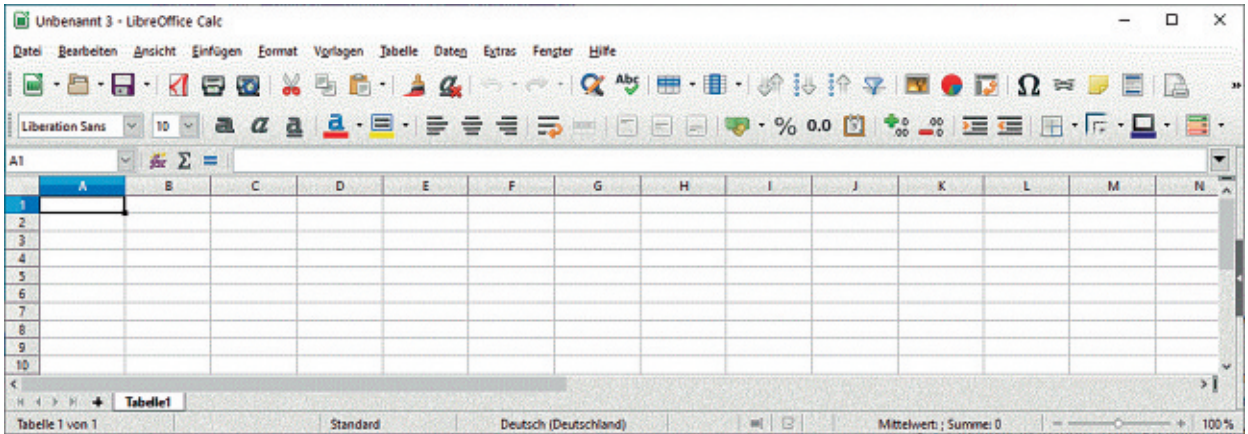 Unbenannt 3 - LibreOffice Calc
Datei Bearbeiten Ansicht Einfügen Format Vorlagen Tabelle Daten Extras Fenster Hilfe
Abc Ω »
Liberation Sans 10 a a a a % 0.0
A1 Σ =
A B C D E F G H I J K L M N
1
2
3
4
5
6
7
8
9
10
Tabelle1
Tabelle 1 von 1 Standard Deutsch (Deutschland) Mittelwert: ; Summe: 0 100 %